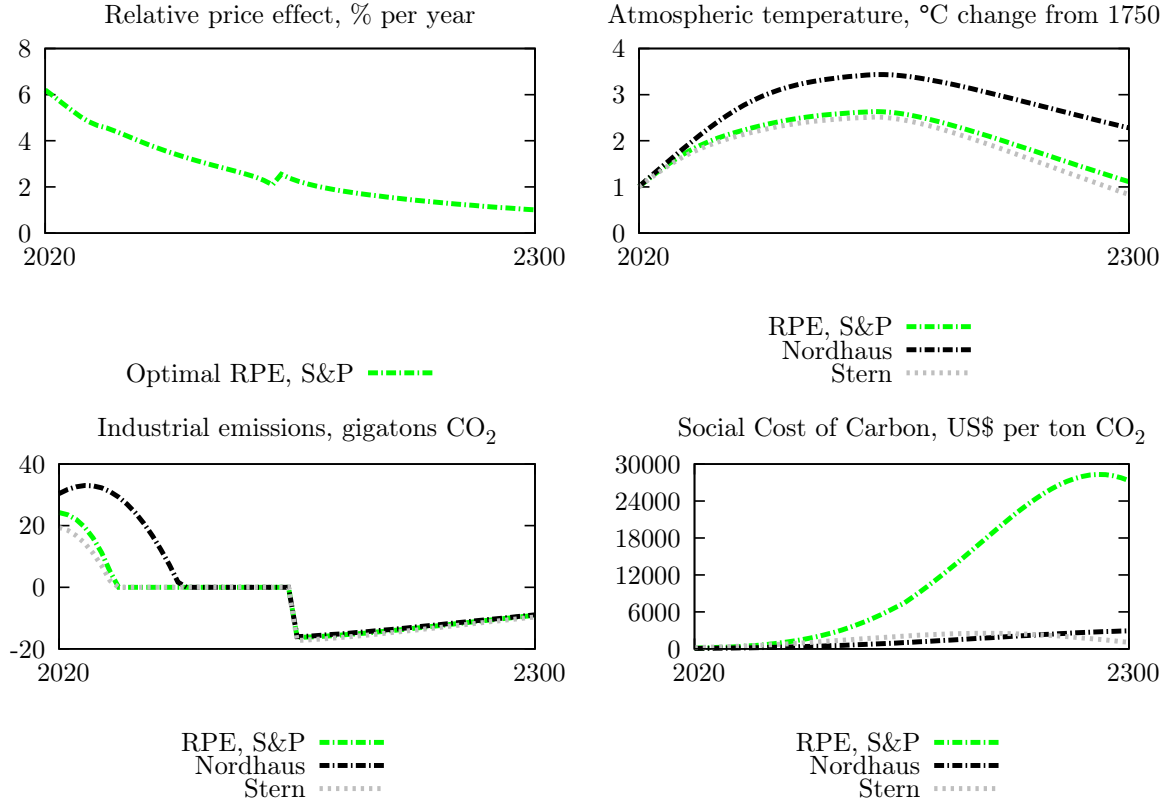 Relative price effect, % per year
8
6
4
2
0
2020 2300
Optimal RPE, S&P
Atmospheric temperature, °C change from 1750
4
3
2
1
0
2020 2300
RPE, S&P
Nordhaus
Stern
Industrial emissions, gigatons CO2
40
20
0
-20
2020 2300
RPE, S&P
Nordhaus
Stern
Social Cost of Carbon, US$ per ton CO2
30000
24000
18000
12000
6000
0
2020 2300
RPE, S&P
Nordhaus
Stern